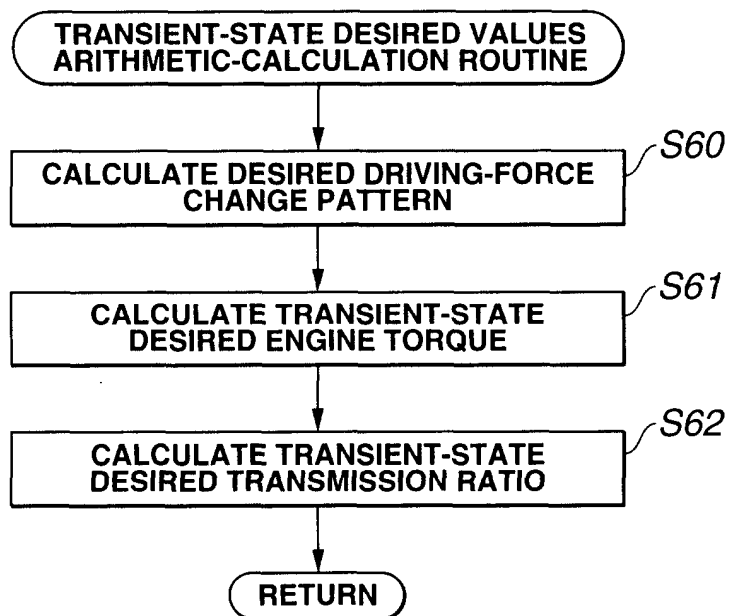 TRANSIENT-STATE DESIRED VALUES
ARITHMETIC-CALCULATION ROUTINE
S60
CALCULATE DESIRED DRIVING-FORCE
CHANGE PATTERN
S61
CALCULATE TRANSIENT-STATE
DESIRED ENGINE TORQUE
S62
CALCULATE TRANSIENT-STATE
DESIRED TRANSMISSION RATIO
RETURN